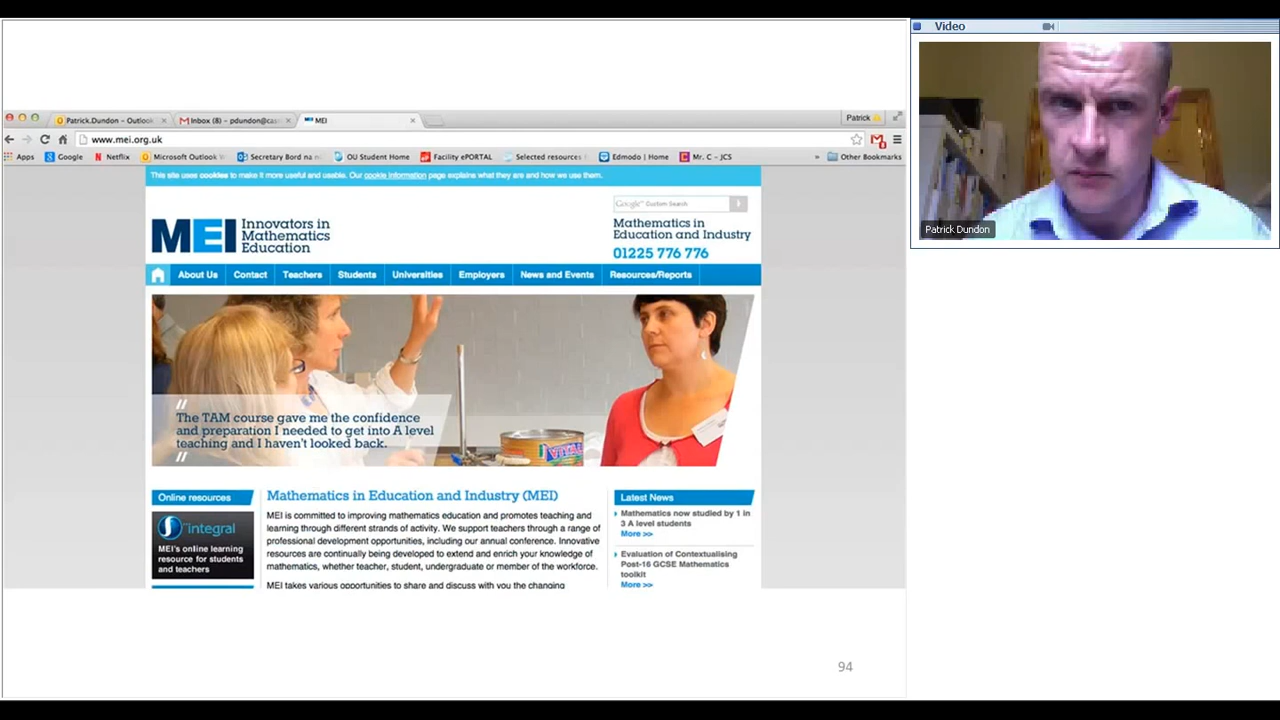 Video
Patrick Dundon
Patrick.Dundon – Outlook
Inbox (8) – pdundon@cas
MEI
Patrick
www.mei.org.uk
Apps
Google
Netflix
Microsoft Outlook
Secretary Bord na n
OU Student Home
Facility ePORTAL
Selected resources
Edmodo | Home
Mr. C – JCS
»
Other Bookmarks
This site uses cookies to make it more useful and usable. Our cookie information page explains what they are and how we use them.
Google™ Custom Search
MEI
Innovators in
Mathematics
Education
Mathematics in
Education and Industry
01225 776 776
About Us
Contact
Teachers
Students
Universities
Employers
News and Events
Resources/Reports
The TAM course gave me the confidence
and preparation I needed to get into A level
teaching and I haven't looked back.
Online resources
integral
MEI's online learning
resource for students
and teachers
Mathematics in Education and Industry (MEI)
MEI is committed to improving mathematics education and promotes teaching and
learning through different strands of activity. We support teachers through a range of
professional development opportunities, including our annual conference. Innovative
resources are continually being developed to extend and enrich your knowledge of
mathematics, whether teacher, student, undergraduate or member of the workforce.
MEI takes various opportunities to share and discuss with you the changing
Latest News
Mathematics now studied by 1 in
3 A level students
More >>
Evaluation of Contextualising
Post-16 GCSE Mathematics
toolkit
More >>
94